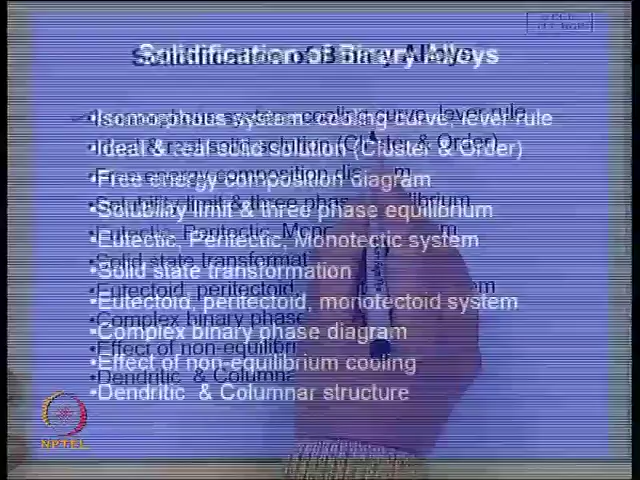 Solidification of Binary Alloys
•Isomorphous system: cooling curve, lever rule
•Ideal & real solid solution (Cluster & Order)
•Free energy composition diagram
•Solubility limit & three phase equilibrium
•Eutectic, Peritectic, Monotectic system
•Solid state transformation
•Eutectoid, peritectoid, monotectoid system
•Complex binary phase diagram
•Effect of non-equilibrium cooling
•Dendritic & Columnar structure
NPTEL